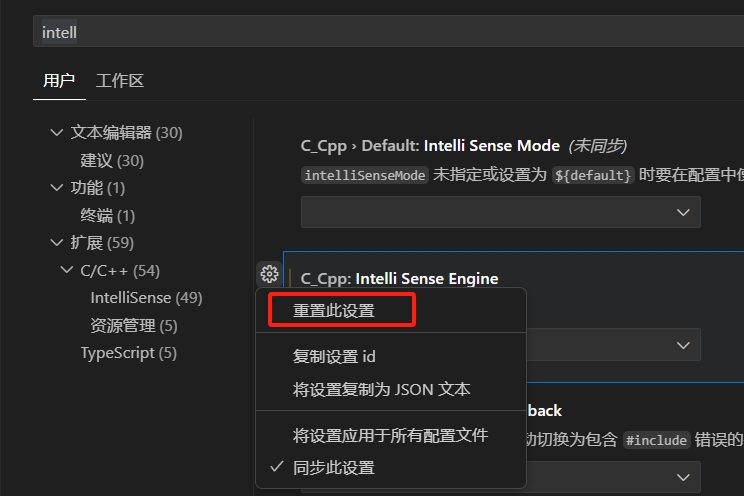 intell
用户 工作区
文本编辑器 (30)
建议 (30)
功能 (1)
终端 (1)
扩展 (59)
C/C++ (54)
IntelliSense (49)
资源管理 (5)
TypeScript (5)
C_Cpp › Default: Intelli Sense Mode (未同步)
intelliSenseMode 未指定或设置为 ${default} 时要在配置中使
C_Cpp: Intelli Sense Engine
重置此设置
复制设置 id
将设置复制为 JSON 文本
将设置应用于所有配置文件
同步此设置
back
切换为包含 #include 错误的